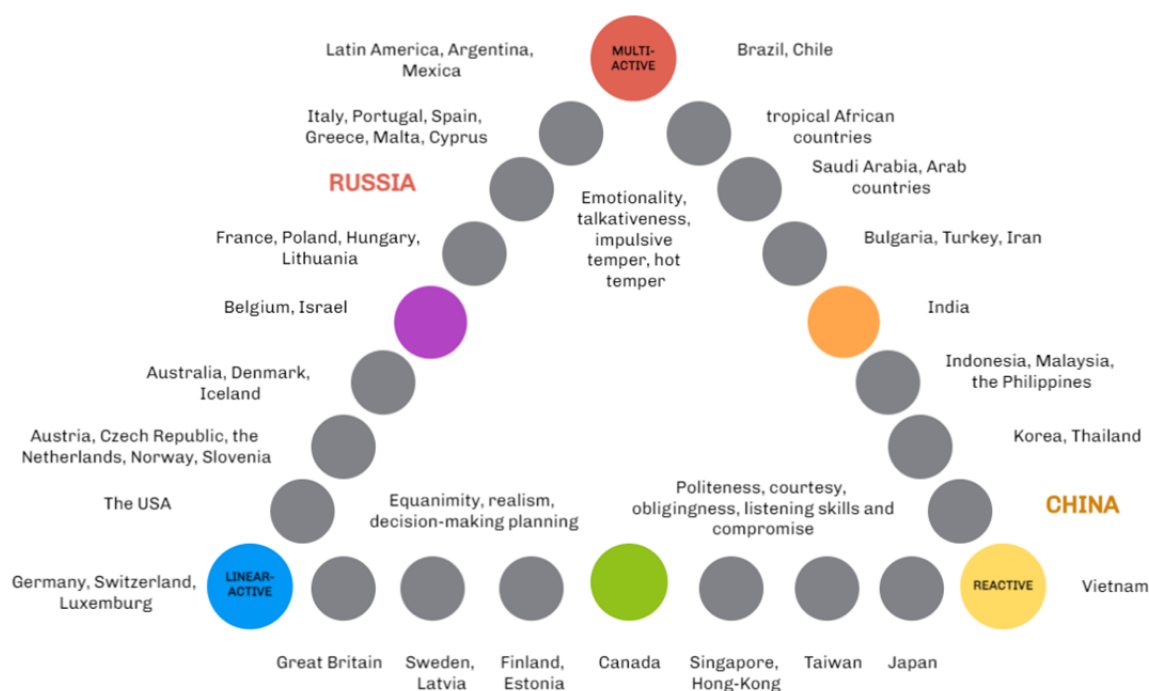 Latin America, Argentina,
Mexica
MULTI-
ACTIVE
Brazil, Chile
Italy, Portugal, Spain,
Greece, Malta, Cyprus
tropical African
countries
RUSSIA
Saudi Arabia, Arab
countries
Emotionality,
talkativeness,
impulsive
temper, hot
temper
France, Poland, Hungary,
Lithuania
Bulgaria, Turkey, Iran
Belgium, Israel
India
Australia, Denmark,
Iceland
Indonesia, Malaysia,
the Philippines
Austria, Czech Republic, the
Netherlands, Norway, Slovenia
Korea, Thailand
The USA
Equanimity, realism,
decision-making planning
Politeness, courtesy,
obligingness, listening skills and
compromise
CHINA
Germany, Switzerland,
Luxemburg
LINEAR-
ACTIVE
REACTIVE
Vietnam
Great Britain
Sweden,
Latvia
Finland,
Estonia
Canada
Singapore,
Hong-Kong
Taiwan
Japan